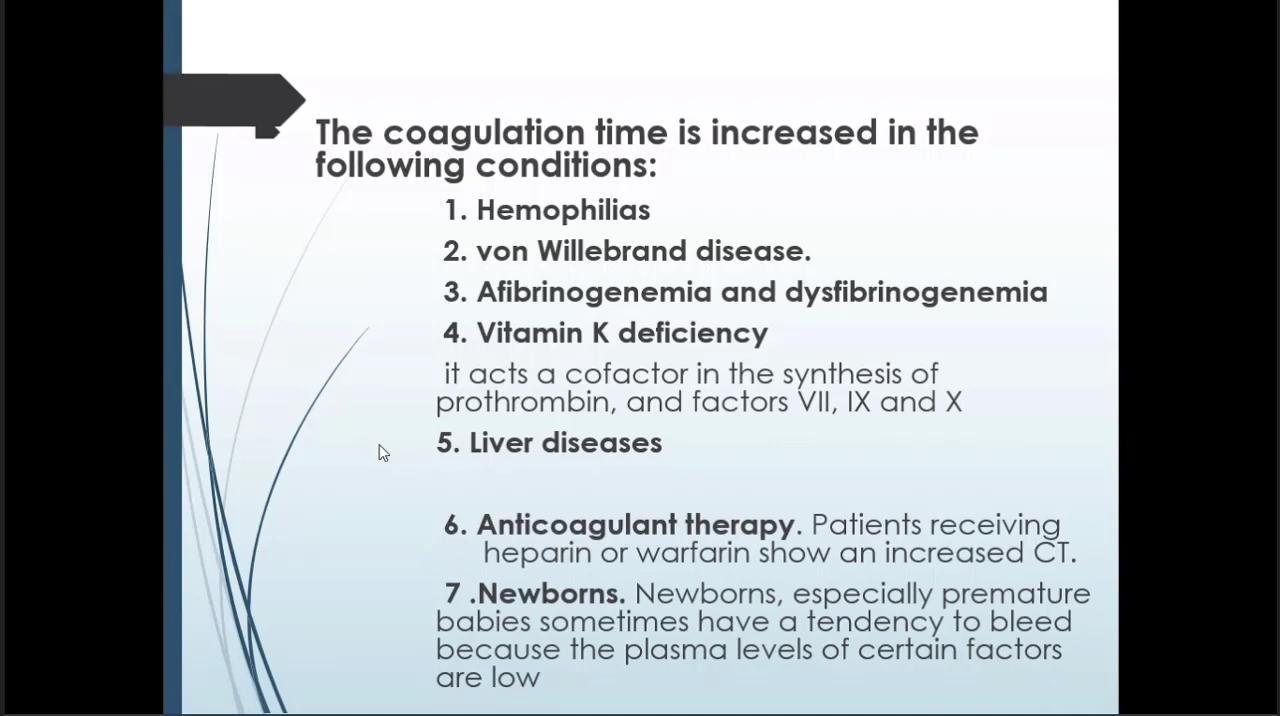 The coagulation time is increased in the
following conditions:
1. Hemophilias
2. von Willebrand disease.
3. Afibrinogenemia and dysfibrinogenemia
4. Vitamin K deficiency
it acts a cofactor in the synthesis of
prothrombin, and factors VII, IX and X
5. Liver diseases
6. Anticoagulant therapy. Patients receiving
heparin or warfarin show an increased CT.
7 .Newborns. Newborns, especially premature
babies sometimes have a tendency to bleed
because the plasma levels of certain factors
are low